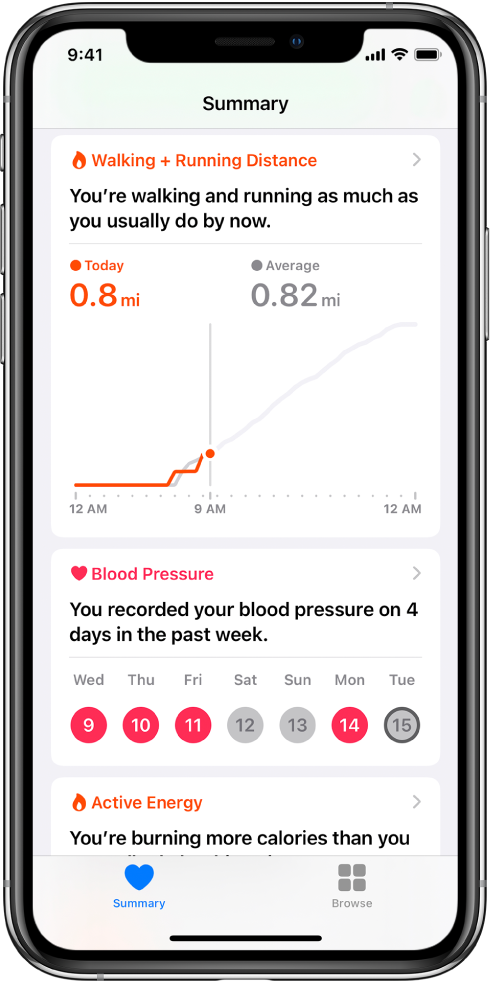 9:41
Summary
Walking + Running Distance
You’re walking and running as much as
you usually do by now.
Today
Average
0.8 mi
0.82 mi
12 AM
9 AM
12 AM
Blood Pressure
You recorded your blood pressure on 4
days in the past week.
Wed Thu Fri Sat Sun Mon Tue
9 10 11 12 13 14 15
Active Energy
You’re burning more calories than you
Summary
Browse